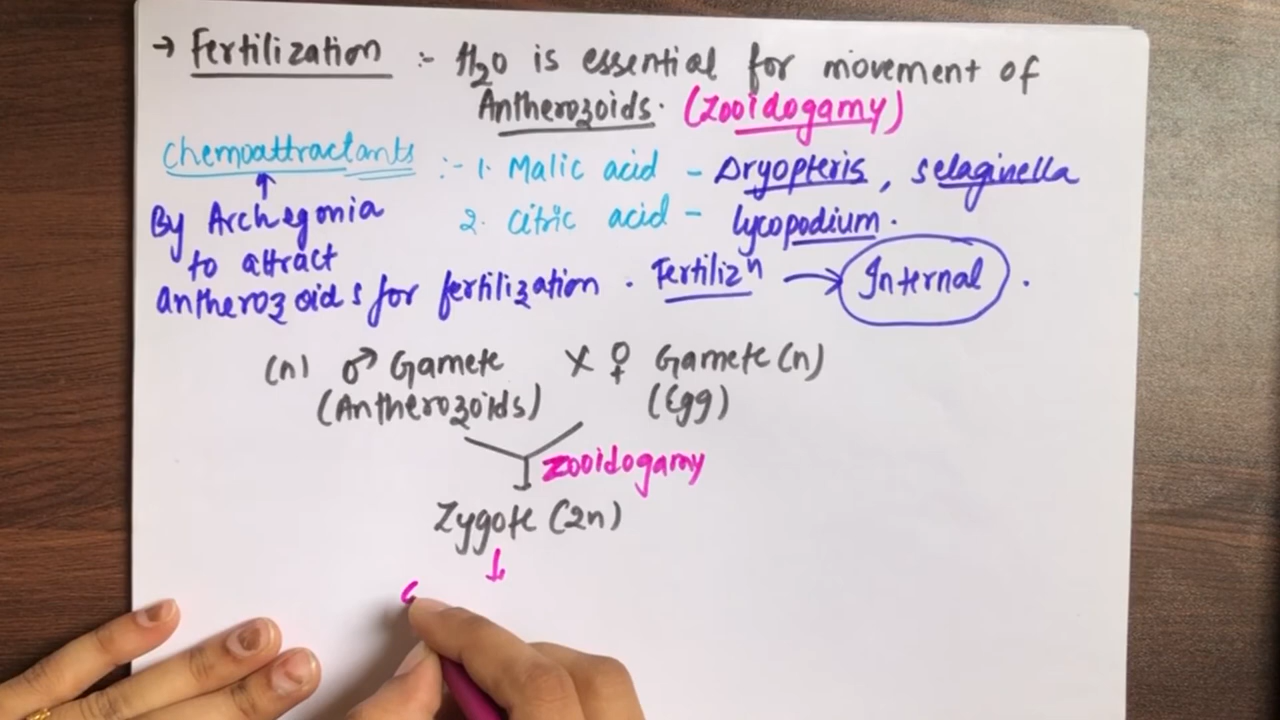 → Fertilization :- H₂O is essential for movement of
Antherozoids. (Zooidogamy)
Chemoattractants :- 1. Malic acid - Dryopteris, Selaginella
By Archegonia 2. Citric acid - Lycopodium.
to attract
antherozoids for fertilization. Fertilizⁿ → Internal.
(n) ♂ Gamete X ♀ Gamete (n)
(Antherozoids) (Egg)
Zooidogamy
Zygote (2n)
↓